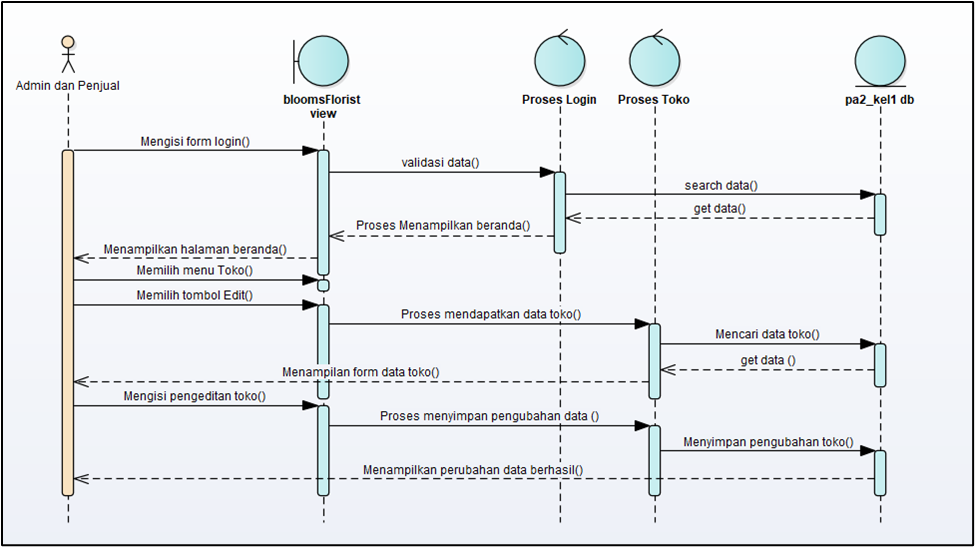 Admin dan Penjual
bloomsFlorist
view
Proses Login
Proses Toko
pa2_kel1 db
Mengisi form login()
validasi data()
search data()
get data()
Proses Menampilkan beranda()
Menampilkan halaman beranda()
Memilih menu Toko()
Memilih tombol Edit()
Proses mendapatkan data toko()
Mencari data toko()
get data ()
Menampilan form data toko()
Mengisi pengeditan toko()
Proses menyimpan pengubahan data ()
Menyimpan pengubahan toko()
Menampilkan perubahan data berhasil()